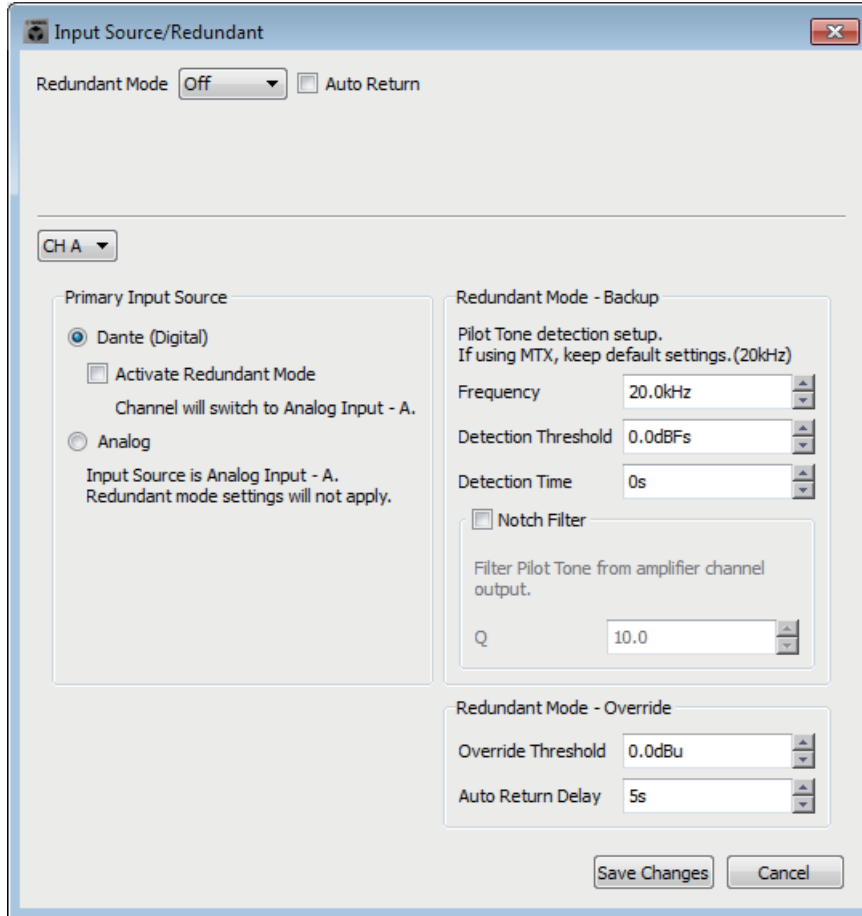 Input Source/Redundant
Redundant Mode Off Auto Return
CH A
Primary Input Source
Dante (Digital)
Activate Redundant Mode
Channel will switch to Analog Input - A.
Analog
Input Source is Analog Input - A.
Redundant mode settings will not apply.
Redundant Mode - Backup
Pilot Tone detection setup.
If using MTX, keep default settings.(20kHz)
Frequency 20.0kHz
Detection Threshold 0.0dBFs
Detection Time 0s
Notch Filter
Filter Pilot Tone from amplifier channel
output.
Q 10.0
Redundant Mode - Override
Override Threshold 0.0dBu
Auto Return Delay 5s
Save Changes Cancel